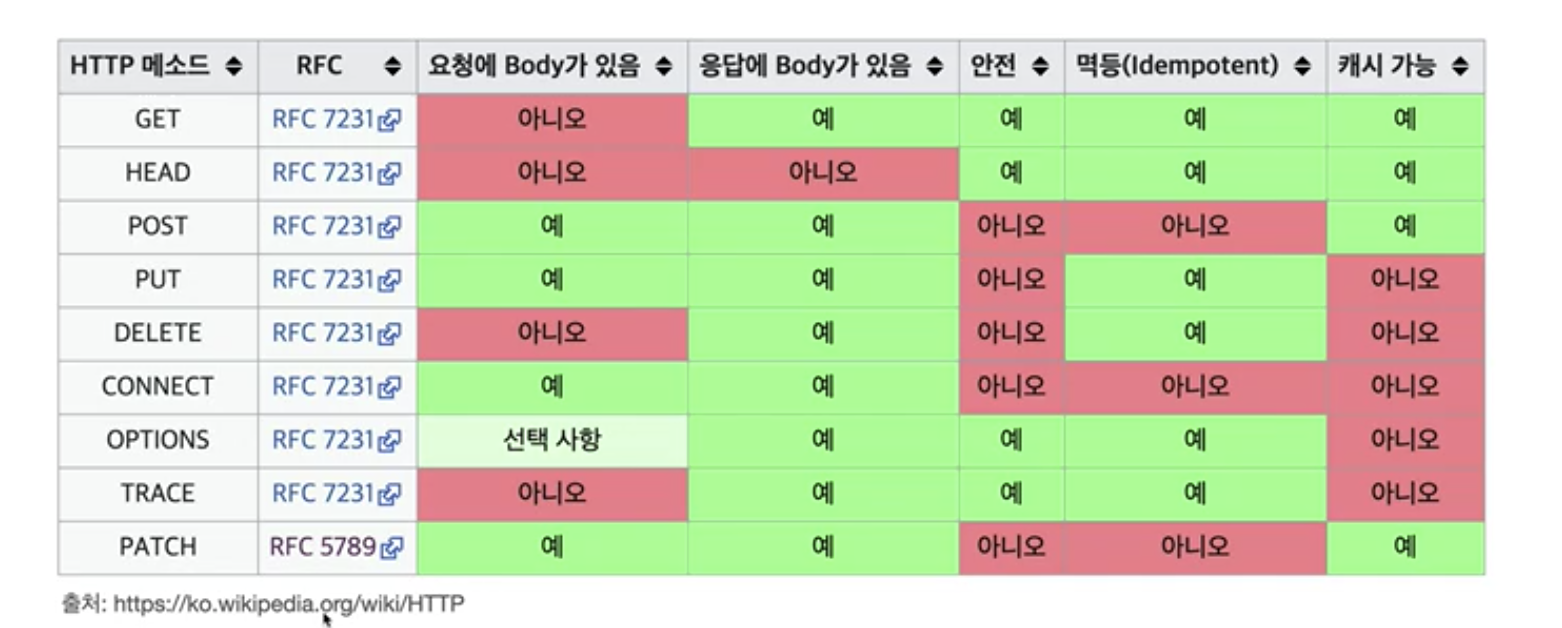 HTTP 메소드 RFC 요청에 Body가 있음 응답에 Body가 있음 안전 멱등(Idempotent) 캐시 가능
GET RFC 7231 아니오 예 예 예 예
HEAD RFC 7231 아니오 아니오 예 예 예
POST RFC 7231 예 예 아니오 아니오 예
PUT RFC 7231 예 예 아니오 예 아니오
DELETE RFC 7231 아니오 예 아니오 예 아니오
CONNECT RFC 7231 예 예 아니오 아니오 아니오
OPTIONS RFC 7231 선택 사항 예 예 예 아니오
TRACE RFC 7231 아니오 예 예 예 아니오
PATCH RFC 5789 예 예 아니오 아니오 예
출처: https://ko.wikipedia.org/wiki/HTTP